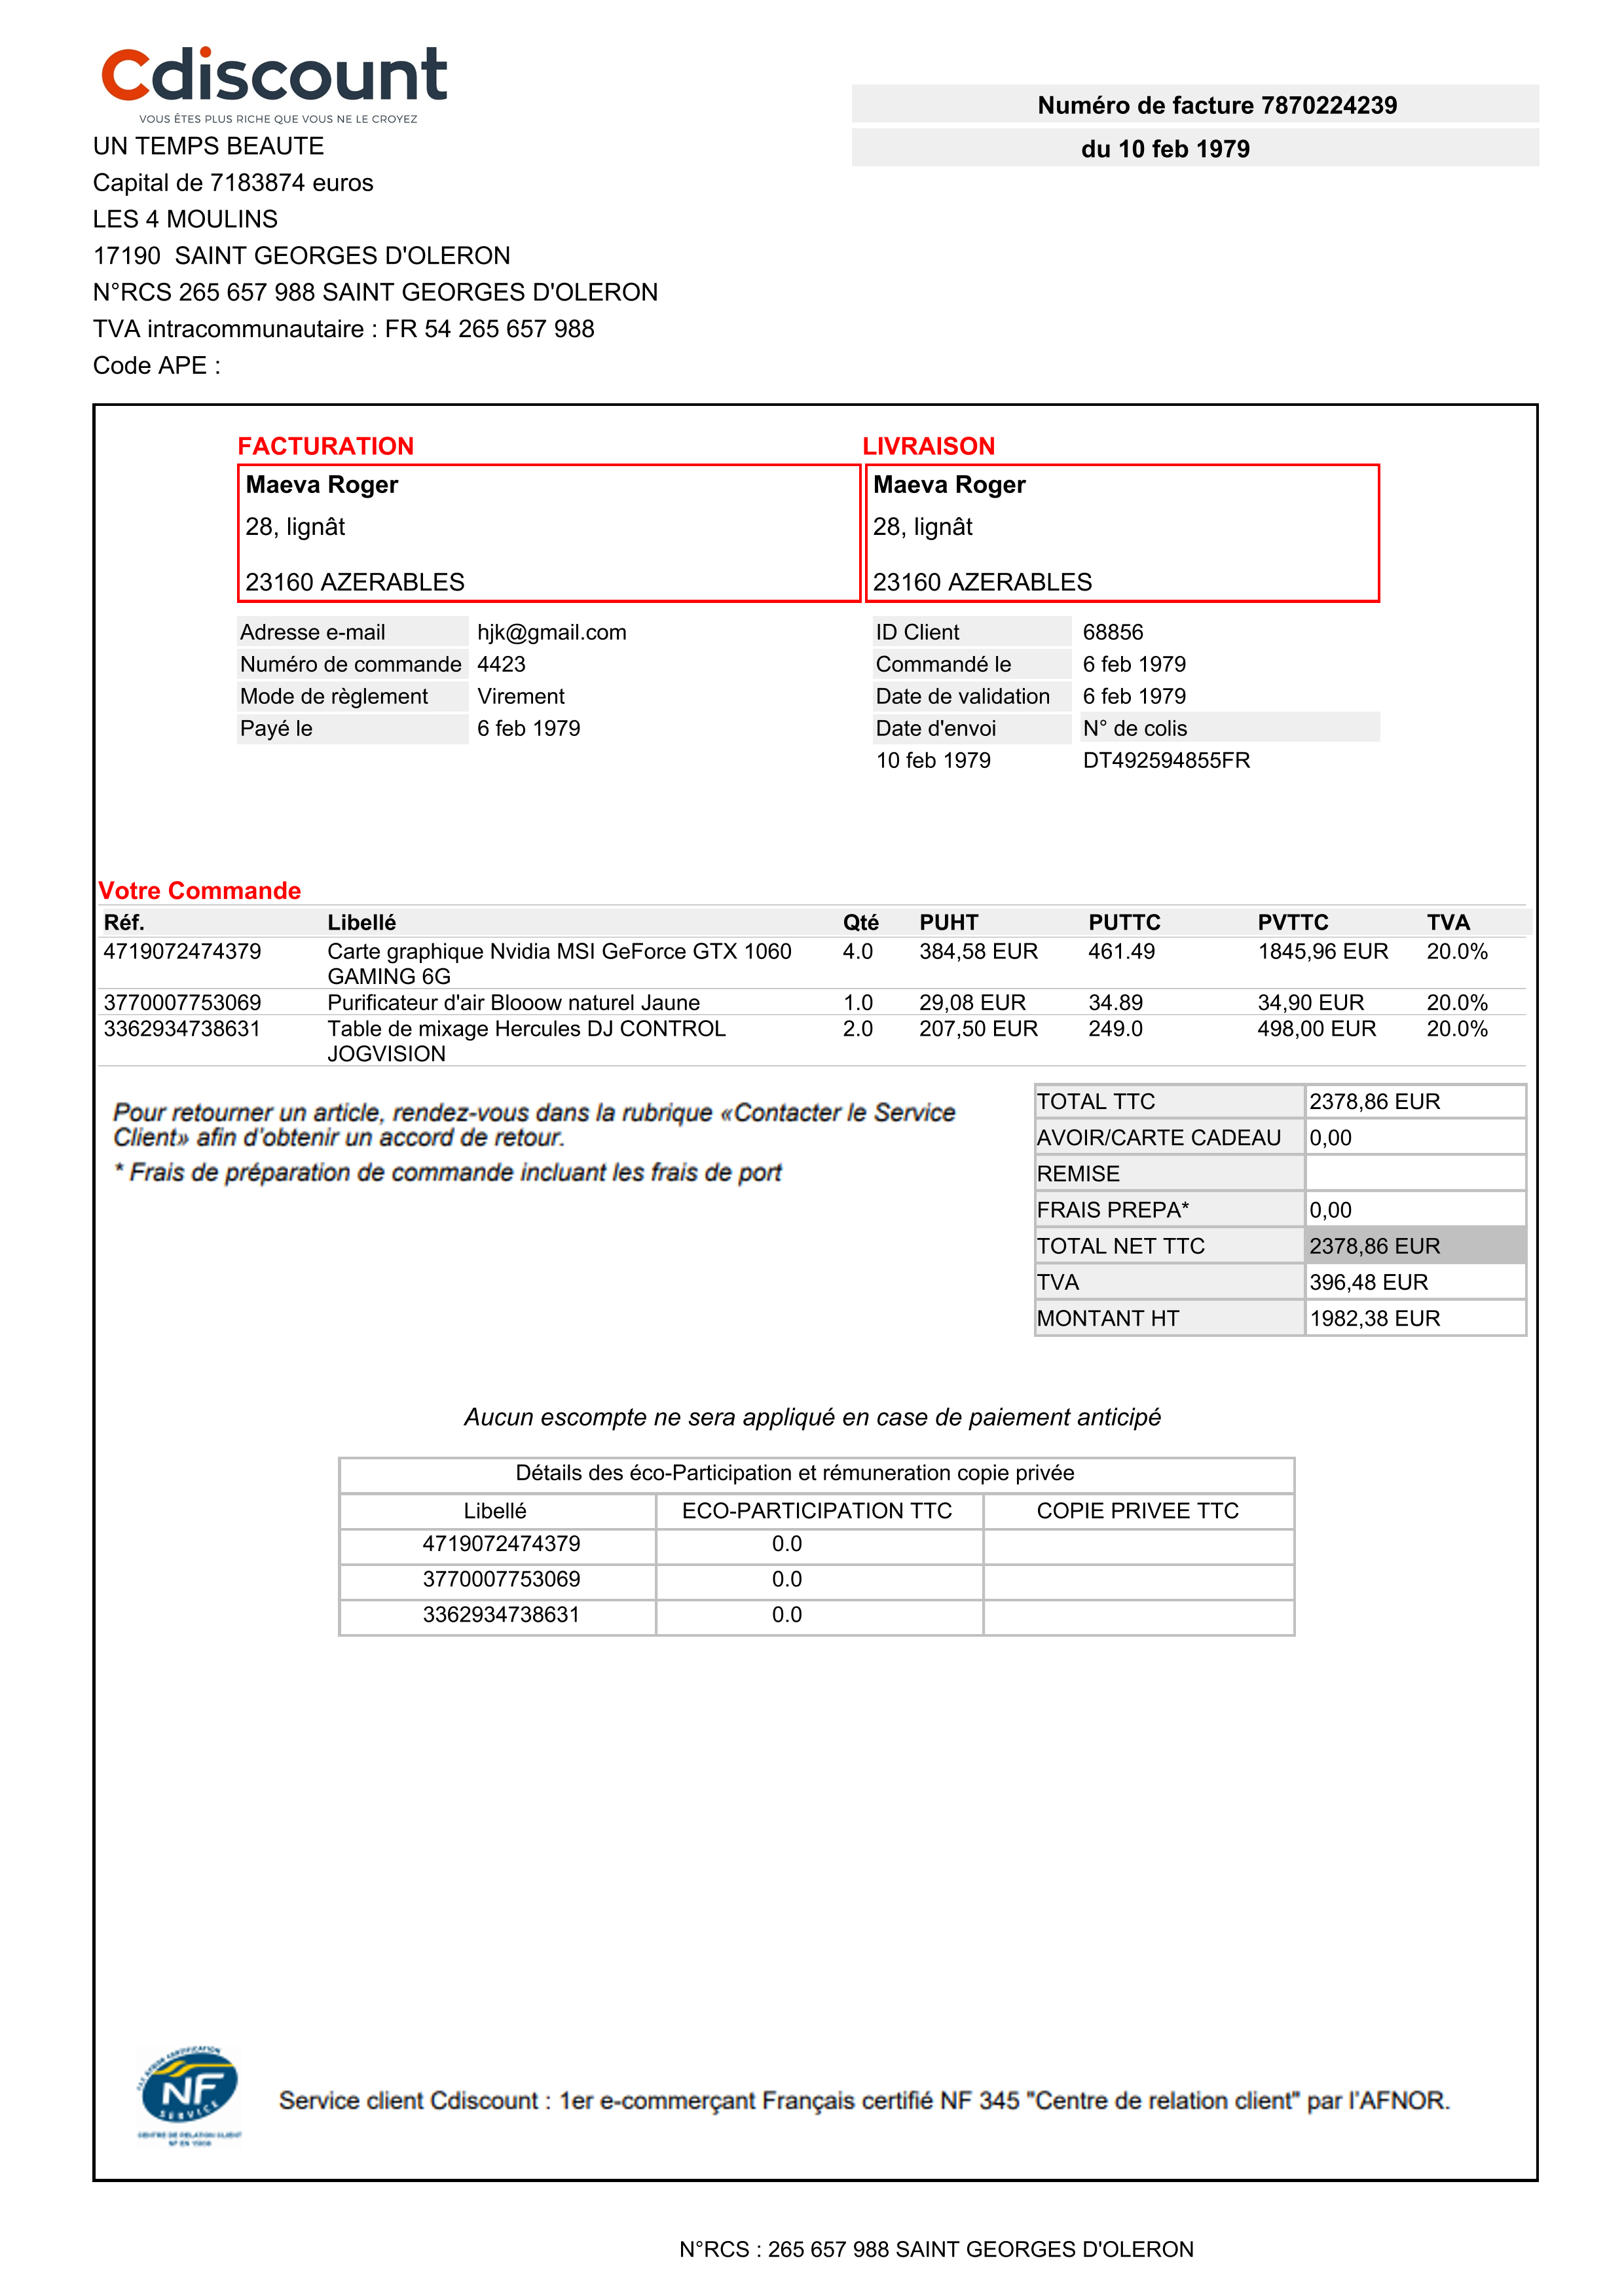 Cdiscount
VOUS ÊTES PLUS RICHE QUE VOUS NE LE CROYEZ
Numéro de facture 7870224239
du 10 feb 1979
UN TEMPS BEAUTE
Capital de 7183874 euros
LES 4 MOULINS
17190 SAINT GEORGES D'OLERON
N°RCS 265 657 988 SAINT GEORGES D'OLERON
TVA intracommunautaire : FR 54 265 657 988
Code APE :
FACTURATION
Maeva Roger
28, lignât
23160 AZERABLES
LIVRAISON
Maeva Roger
28, lignât
23160 AZERABLES
Adresse e-mail hjk@gmail.com
Numéro de commande 4423
Mode de règlement Virement
Payé le 6 feb 1979
ID Client 68856
Commandé le 6 feb 1979
Date de validation 6 feb 1979
Date d'envoi N° de colis
10 feb 1979 DT492594855FR
Votre Commande
Réf. Libellé Qté PUHT PUTTC PVTTC TVA
4719072474379 Carte graphique Nvidia MSI GeForce GTX 1060 4.0 384,58 EUR 461.49 1845,96 EUR 20.0%
GAMING 6G
3770007753069 Purificateur d'air Blooow naturel Jaune 1.0 29,08 EUR 34.89 34,90 EUR 20.0%
3362934738631 Table de mixage Hercules DJ CONTROL 2.0 207,50 EUR 249.0 498,00 EUR 20.0%
JOGVISION
Pour retourner un article, rendez-vous dans la rubrique «Contacter le Service
Client» afin d'obtenir un accord de retour.
* Frais de préparation de commande incluant les frais de port
TOTAL TTC 2378,86 EUR
AVOIR/CARTE CADEAU 0,00
REMISE
FRAIS PREPA* 0,00
TOTAL NET TTC 2378,86 EUR
TVA 396,48 EUR
MONTANT HT 1982,38 EUR
Aucun escompte ne sera appliqué en case de paiement anticipé
Détails des éco-Participation et rémuneration copie privée
Libellé ECO-PARTICIPATION TTC COPIE PRIVEE TTC
4719072474379 0.0
3770007753069 0.0
3362934738631 0.0
NF
SERVICE
CENTRE DE RELATION CLIENT
Service client Cdiscount : 1er e-commerçant Français certifié NF 345 "Centre de relation client" par l'AFNOR.
N°RCS : 265 657 988 SAINT GEORGES D'OLERON